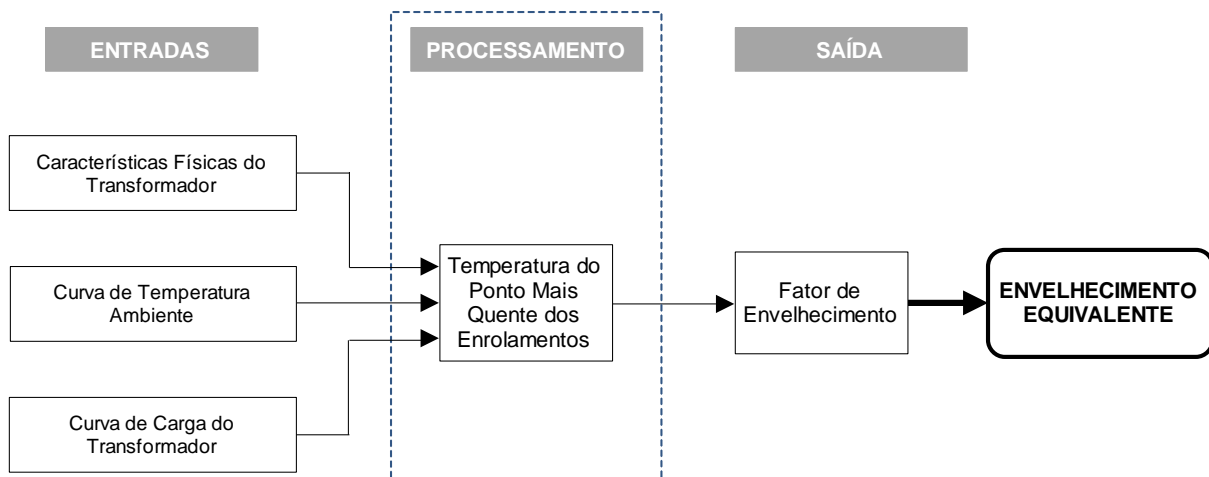 ENTRADAS
PROCESSAMENTO
SAÍDA
Características Físicas do
Transformador
Curva de Temperatura
Ambiente
Curva de Carga do
Transformador
Temperatura do
Ponto Mais
Quente dos
Enrolamentos
Fator de
Envelhecimento
ENVELHECIMENTO
EQUIVALENTE